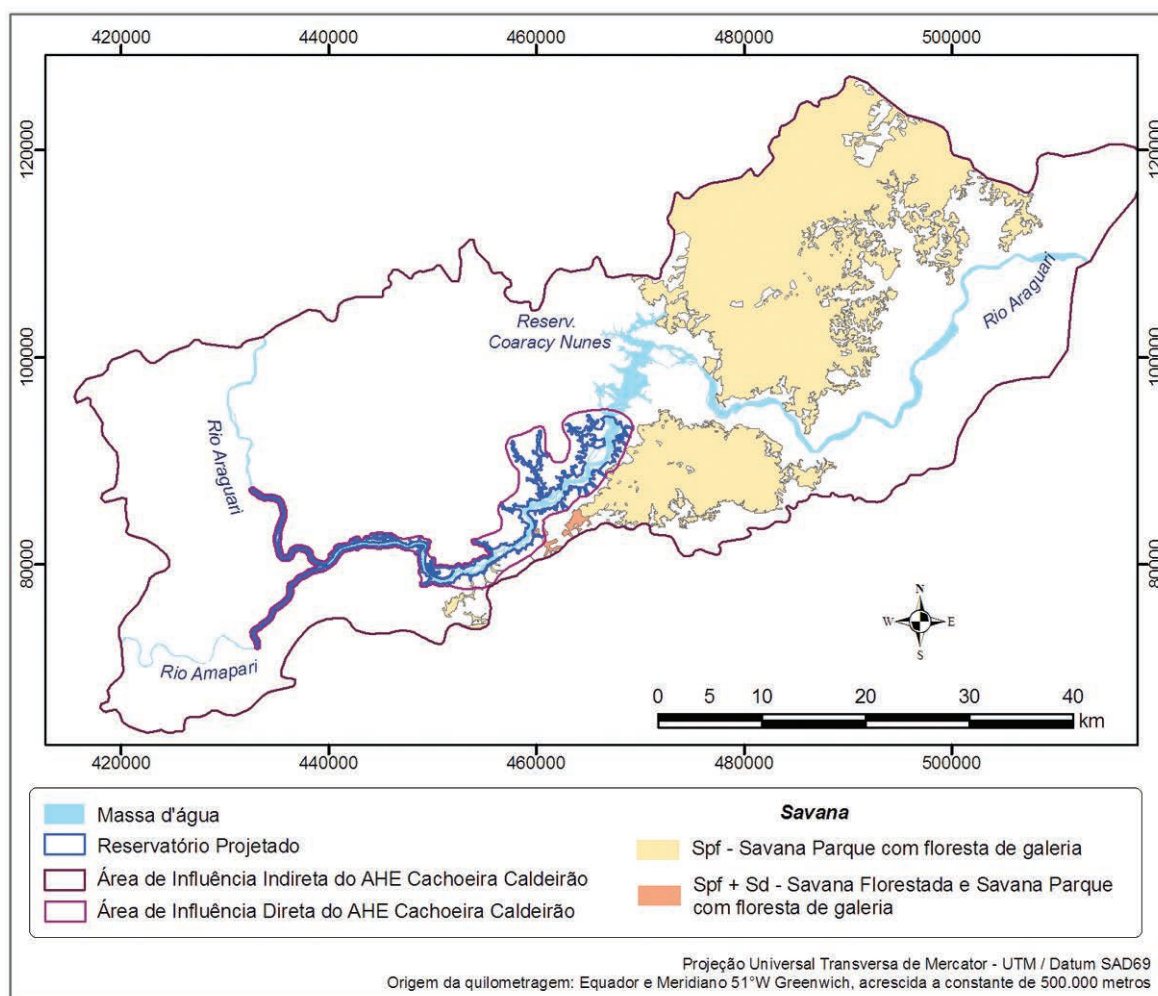 420000 440000 460000 480000 500000
120000 120000
Rio Araguari
Reserv.
Coaracy Nunes
100000 100000
Rio Araguari
80000 80000
N
W E
S
Rio Amapari
0 5 10 20 30 40
km
420000 440000 460000 480000 500000
Massa d'água
Reservatório Projetado
Área de Influência Indireta do AHE Cachoeira Caldeirão
Área de Influência Direta do AHE Cachoeira Caldeirão
Savana
Spf - Savana Parque com floresta de galeria
Spf + Sd - Savana Florestada e Savana Parque
com floresta de galeria
Projeção Universal Transversa de Mercator - UTM / Datum SAD69
Origem da quilometragem: Equador e Meridiano 51°W Greenwich, acrescida a constante de 500.000 metros